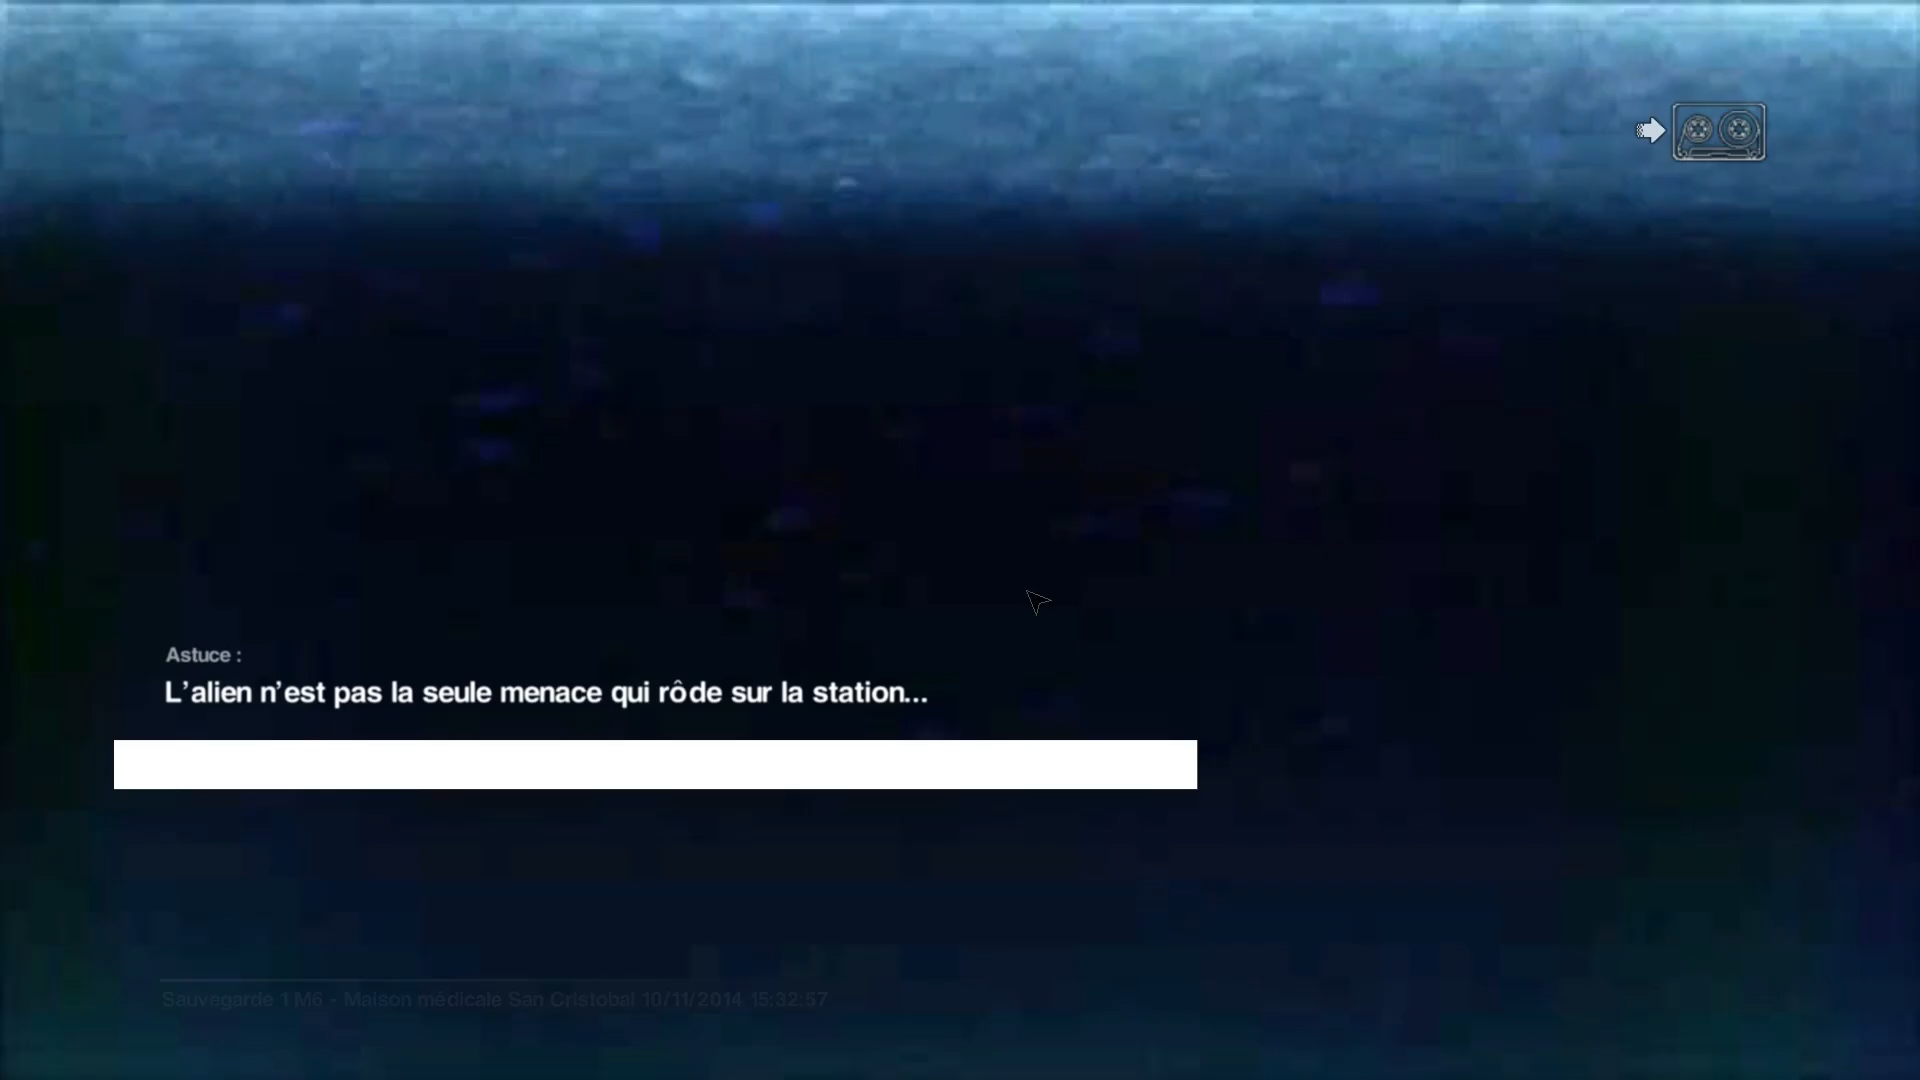 Astuce :
L’alien n’est pas la seule menace qui rôde sur la station...
Sauvegarde 1 M6 - Maison médicale San Cristobal 10/11/2014 15:32:57